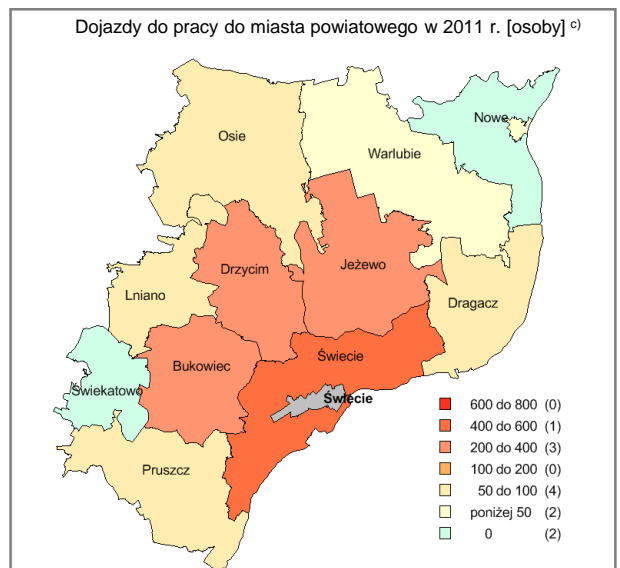 Dojazdy do pracy do miasta powiatowego w 2011 r. [osoby] c)
Osie
Nowe
Warlubie
Drzycim
Jeżewo
Lniano
Dragacz
Świecie
Bukowiec
Świekatowo
Świecie
Pruszcz
600 do 800 (0)
400 do 600 (1)
200 do 400 (3)
100 do 200 (0)
50 do 100 (4)
poniżej 50 (2)
0 (2)